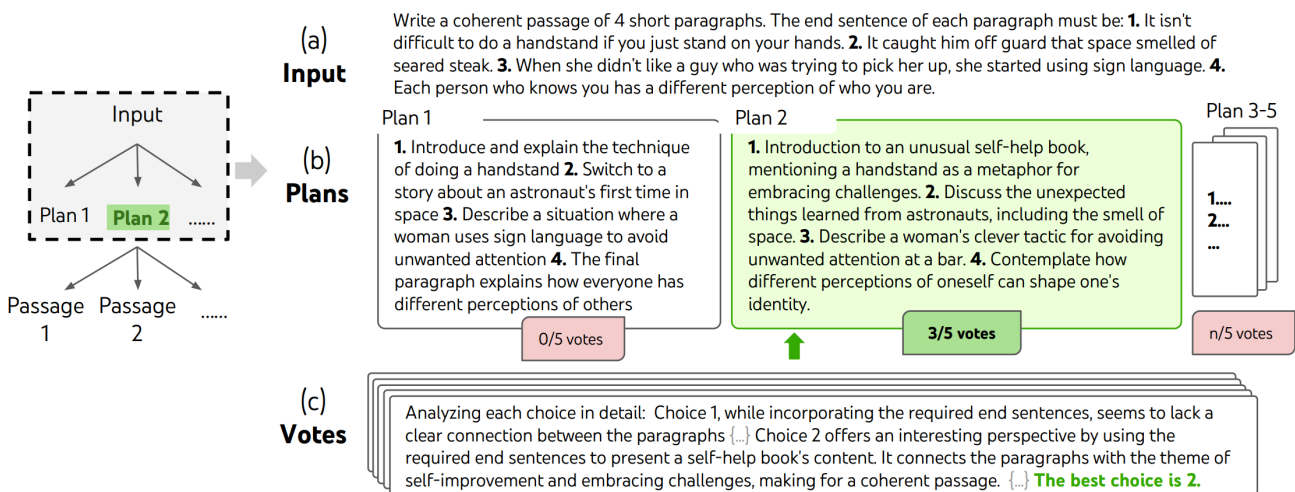 (a)
Input
Write a coherent passage of 4 short paragraphs. The end sentence of each paragraph must be: 1. It isn't
difficult to do a handstand if you just stand on your hands. 2. It caught him off guard that space smelled of
seared steak. 3. When she didn't like a guy who was trying to pick her up, she started using sign language. 4.
Each person who knows you has a different perception of who you are.
Input
Plan 1
Plan 2
......
Passage
1
Passage
2
......
(b)
Plans
Plan 1
1. Introduce and explain the technique
of doing a handstand 2. Switch to a
story about an astronaut's first time in
space 3. Describe a situation where a
woman uses sign language to avoid
unwanted attention 4. The final
paragraph explains how everyone has
different perceptions of others
0/5 votes
Plan 2
1. Introduction to an unusual self-help book,
mentioning a handstand as a metaphor for
embracing challenges. 2. Discuss the unexpected
things learned from astronauts, including the smell of
space. 3. Describe a woman's clever tactic for avoiding
unwanted attention at a bar. 4. Contemplate how
different perceptions of oneself can shape one's
identity.
3/5 votes
Plan 3-5
1....
2...
...
n/5 votes
(c)
Votes
Analyzing each choice in detail: Choice 1, while incorporating the required end sentences, seems to lack a
clear connection between the paragraphs {...} Choice 2 offers an interesting perspective by using the
required end sentences to present a self-help book's content. It connects the paragraphs with the theme of
self-improvement and embracing challenges, making for a coherent passage. {...} The best choice is 2.